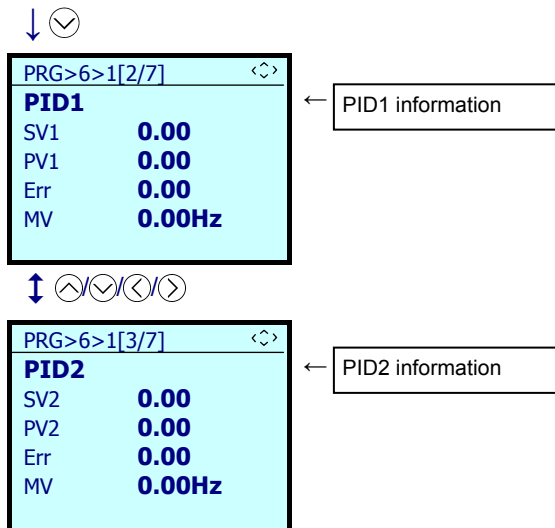 PRG>6>1[2/7]
PID1
SV1 0.00
PV1 0.00
Err 0.00
MV 0.00Hz
← PID1 information
PRG>6>1[3/7]
PID2
SV2 0.00
PV2 0.00
Err 0.00
MV 0.00Hz
← PID2 information